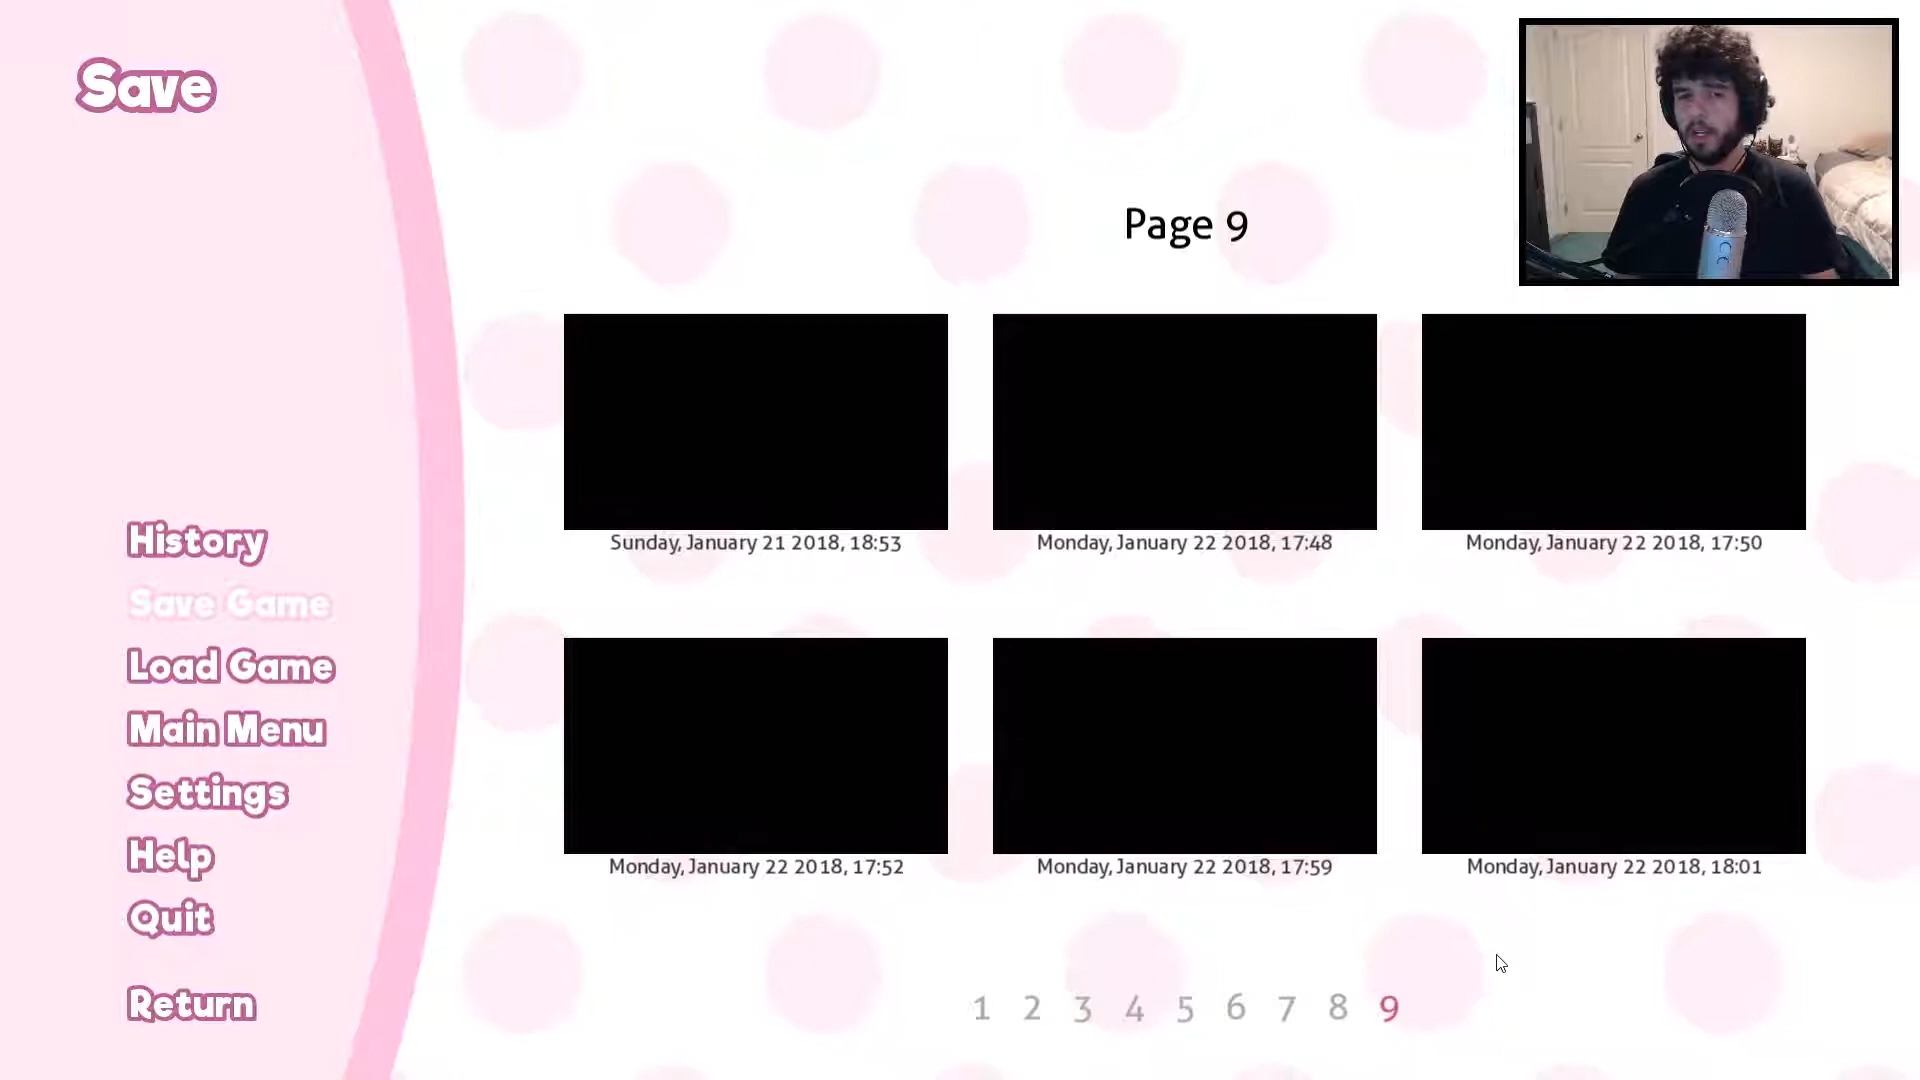 Save
Page 9
Sunday, January 21 2018, 18:53
Monday, January 22 2018, 17:48
Monday, January 22 2018, 17:50
History
Save Game
Load Game
Main Menu
Settings
Help
Quit
Return
Monday, January 22 2018, 17:52
Monday, January 22 2018, 17:59
Monday, January 22 2018, 18:01
1 2 3 4 5 6 7 8 9